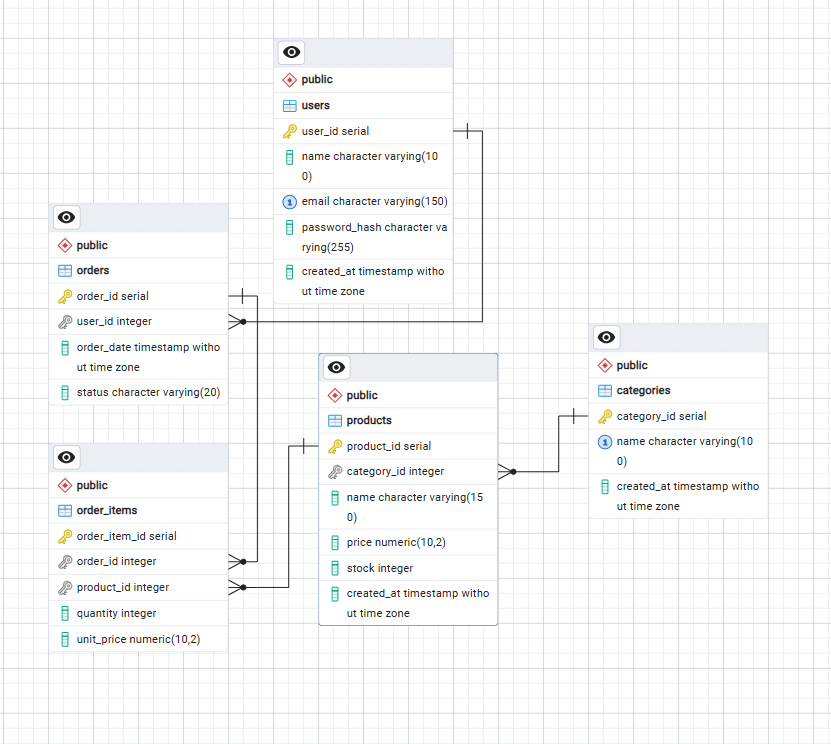 public
users
user_id serial
name character varying(10
0)
email character varying(150)
password_hash character va
rying(255)
created_at timestamp witho
ut time zone
public
orders
order_id serial
user_id integer
order_date timestamp witho
ut time zone
status character varying(20)
public
products
product_id serial
category_id integer
name character varying(15
0)
price numeric(10,2)
stock integer
created_at timestamp witho
ut time zone
public
categories
category_id serial
name character varying(10
0)
created_at timestamp witho
ut time zone
public
order_items
order_item_id serial
order_id integer
product_id integer
quantity integer
unit_price numeric(10,2)